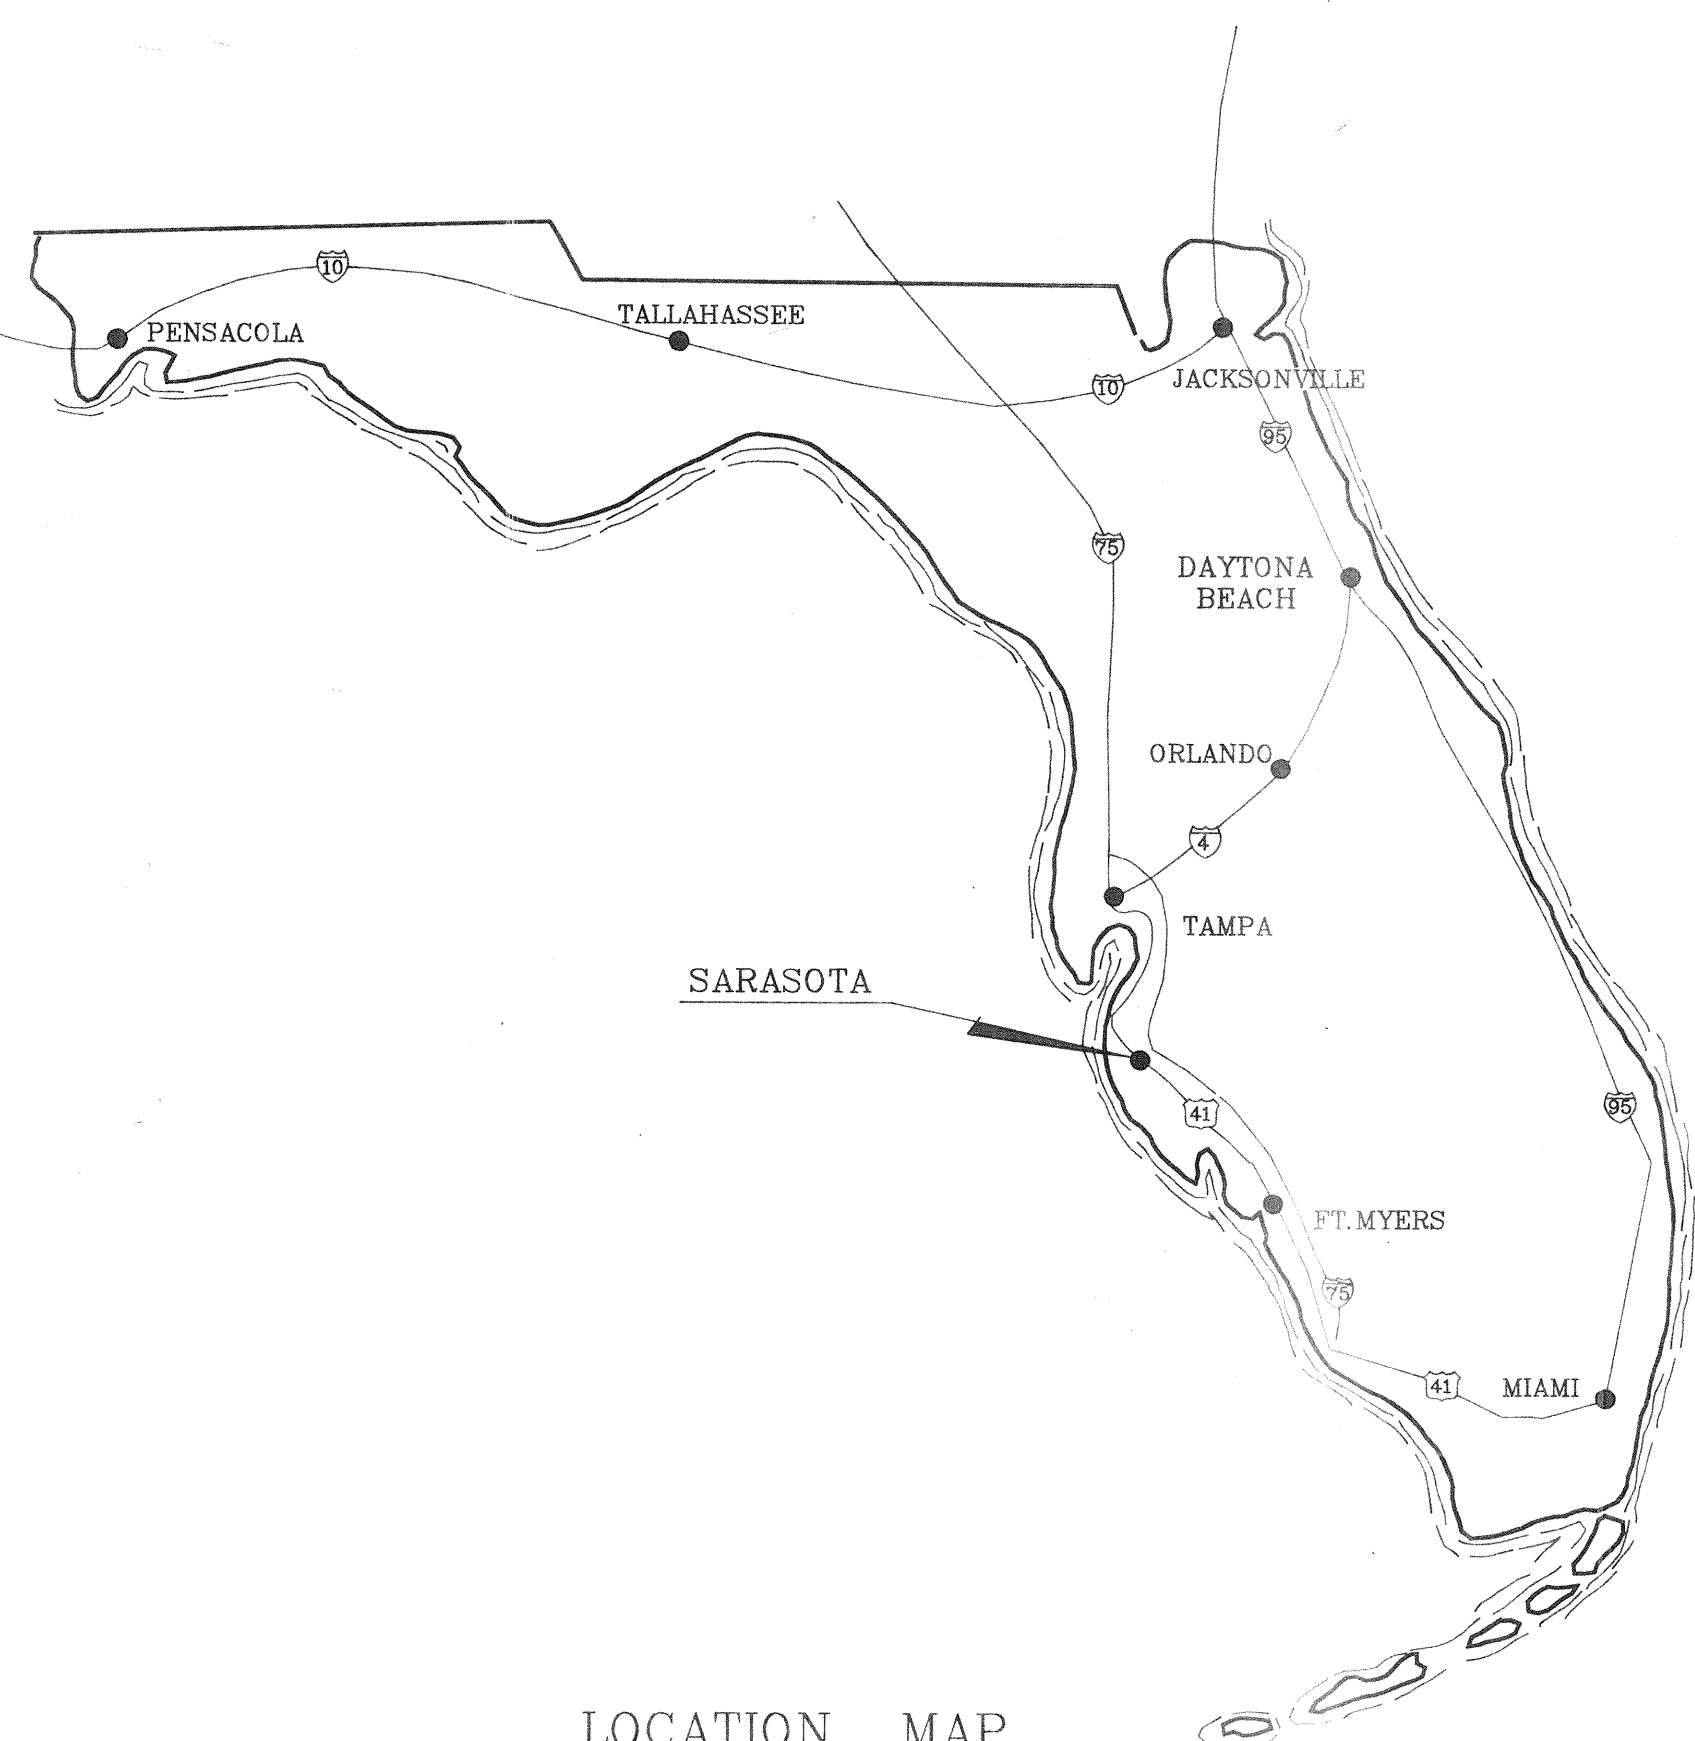 10
TALLAHASSEE
PENSACOLA
10
JACKSONVILLE
95
75
DAYTONA
BEACH
ORLANDO
4
TAMPA
SARASOTA
95
41
FT. MYERS
75
41
MIAMI
LOCATION MAP